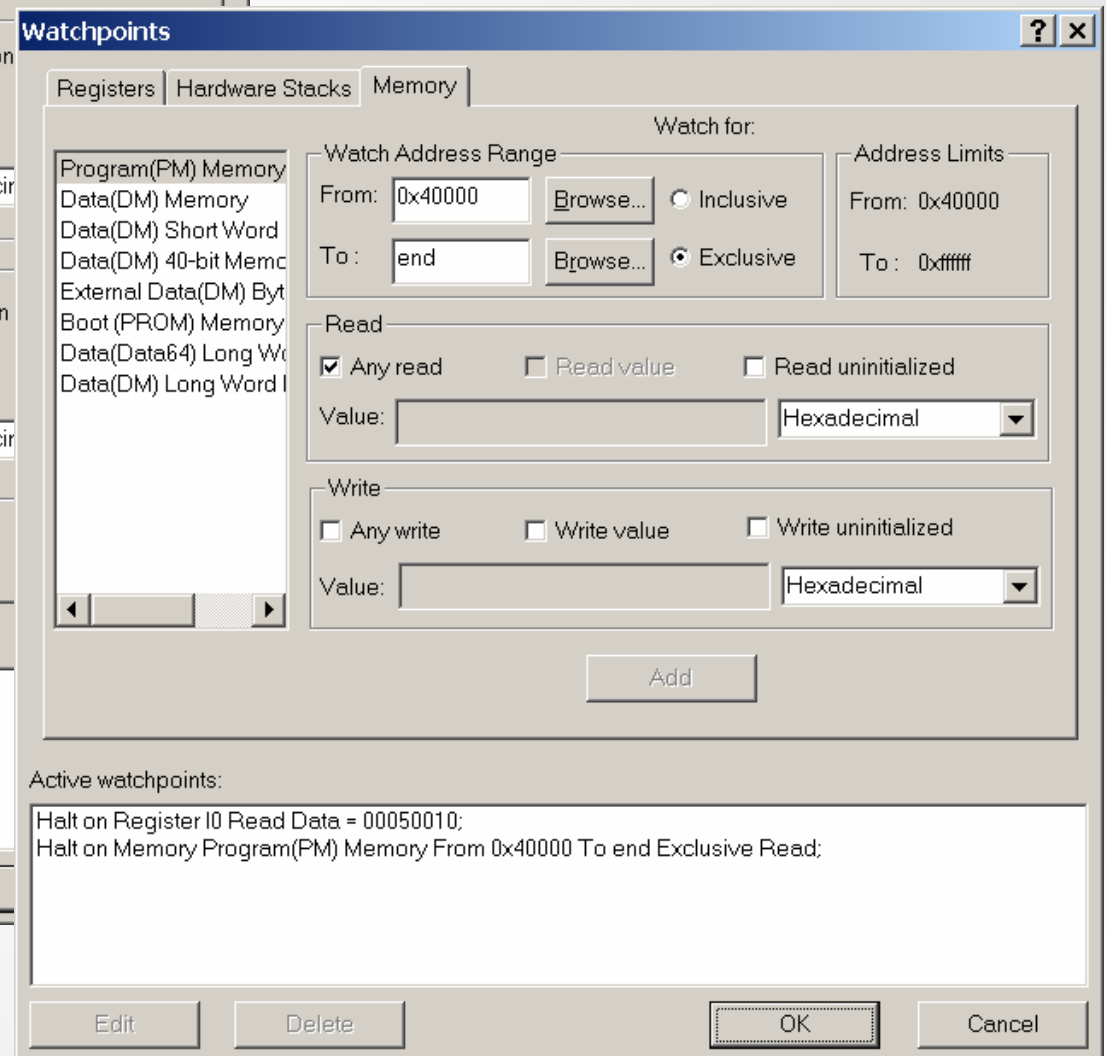 Watchpoints
Registers Hardware Stacks Memory
Watch for:
Program(PM) Memory
Data(DM) Memory
Data(DM) Short Word
Data(DM) 40-bit Memo
External Data(DM) Byt
Boot (PROM) Memory
Data(Data64) Long Wo
Data(DM) Long Word
Watch Address Range
From: 0x40000 Browse... Inclusive
To : end Browse... Exclusive
Address Limits
From: 0x40000
To : 0xffffff
Read
Any read Read value Read uninitialized
Value: Hexadecimal
Write
Any write Write value Write uninitialized
Value: Hexadecimal
Add
Active watchpoints:
Halt on Register I0 Read Data = 00050010;
Halt on Memory Program(PM) Memory From 0x40000 To end Exclusive Read;
Edit Delete OK Cancel